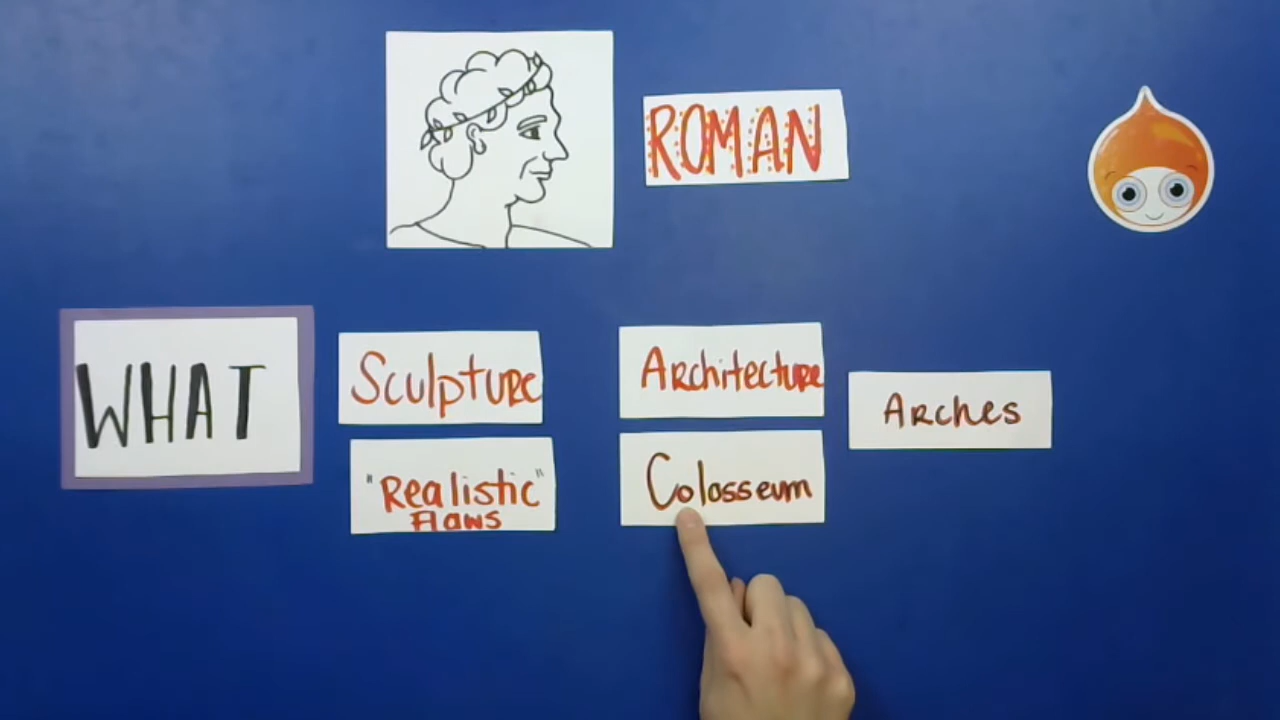 ROMAN
WHAT
Sculpture
"Realistic"
Flaws
Architecture
Colosseum
Arches